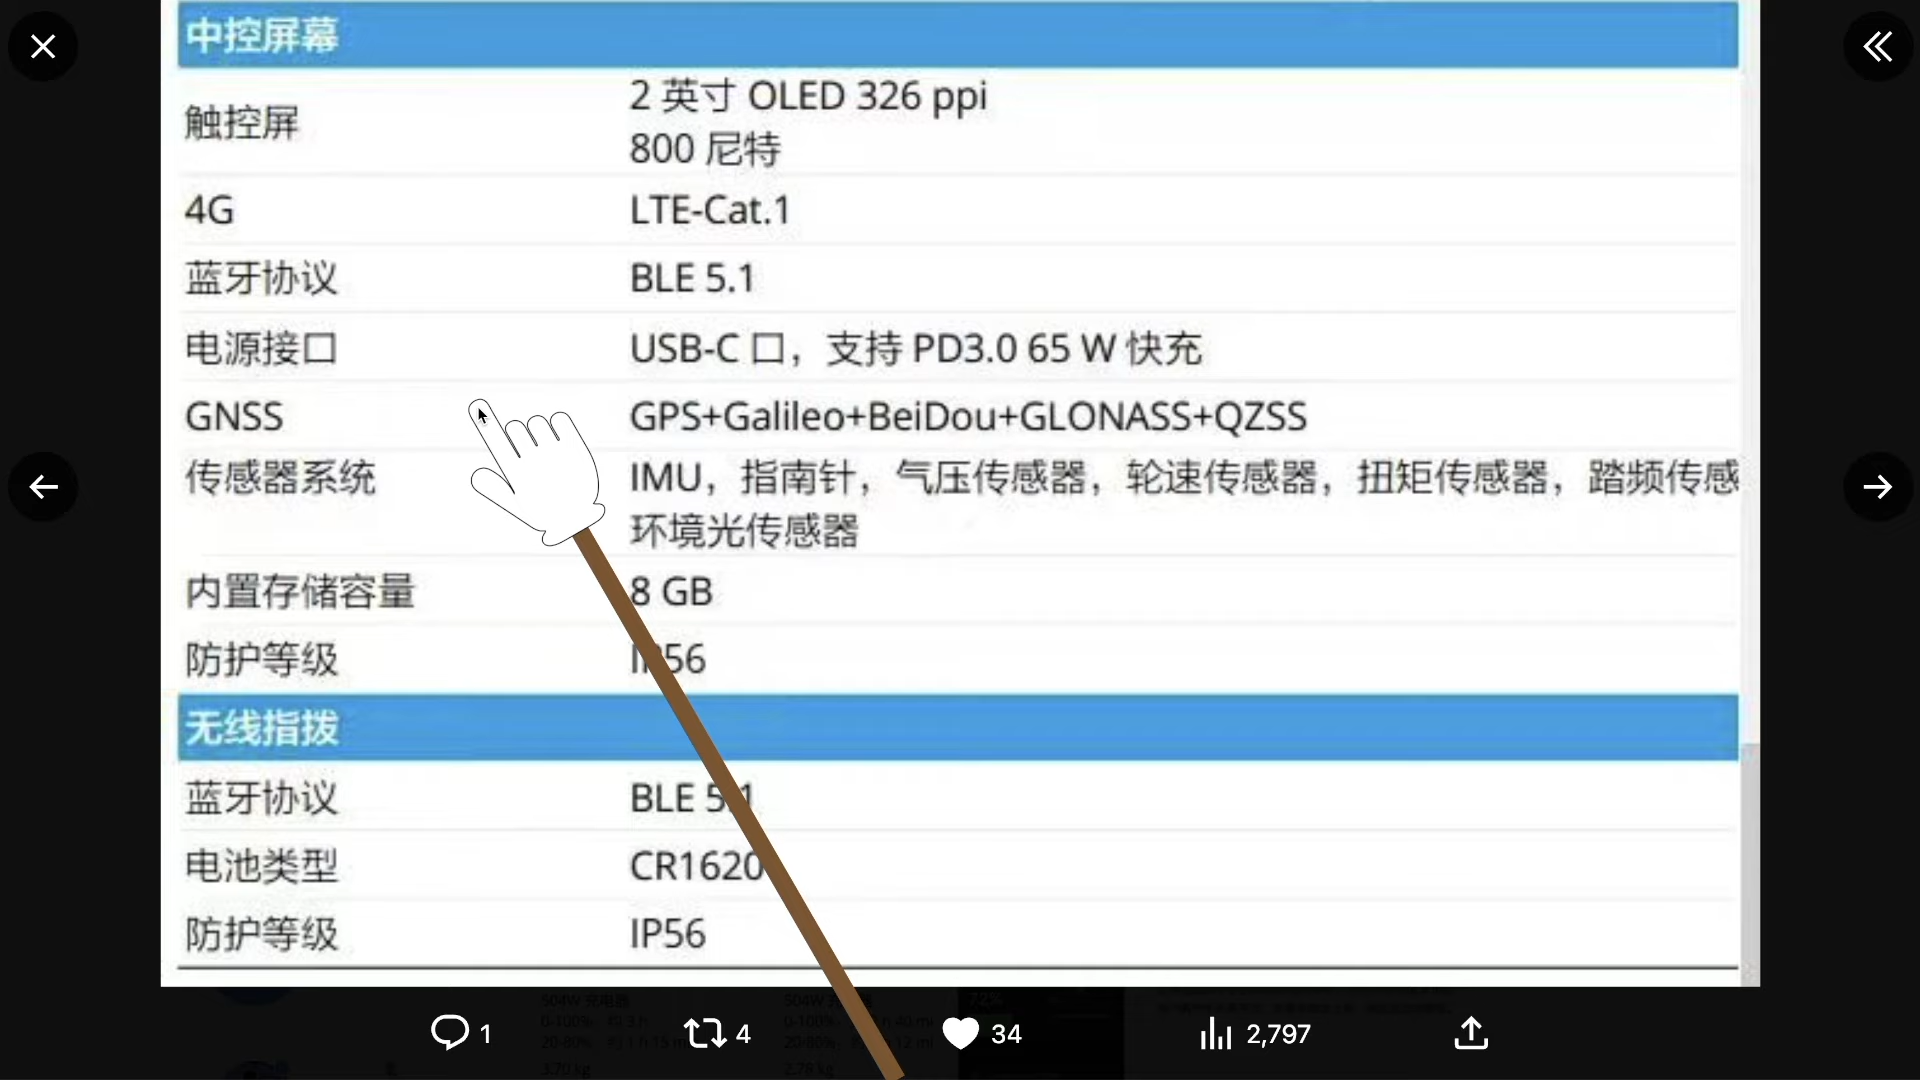 中控屏幕
触控屏
2 英寸 OLED 326 ppi
800 尼特
4G
LTE-Cat.1
蓝牙协议
BLE 5.1
电源接口
USB-C 口，支持 PD3.0 65 W 快充
GNSS
GPS+Galileo+BeiDou+GLONASS+QZSS
传感器系统
IMU，指南针，气压传感器，轮速传感器，扭矩传感器，踏频传感
环境光传感器
内置存储容量
8 GB
防护等级
IP56
无线指拨
蓝牙协议
BLE 5.1
电池类型
CR1620
防护等级
IP56
1
4
34
2,797